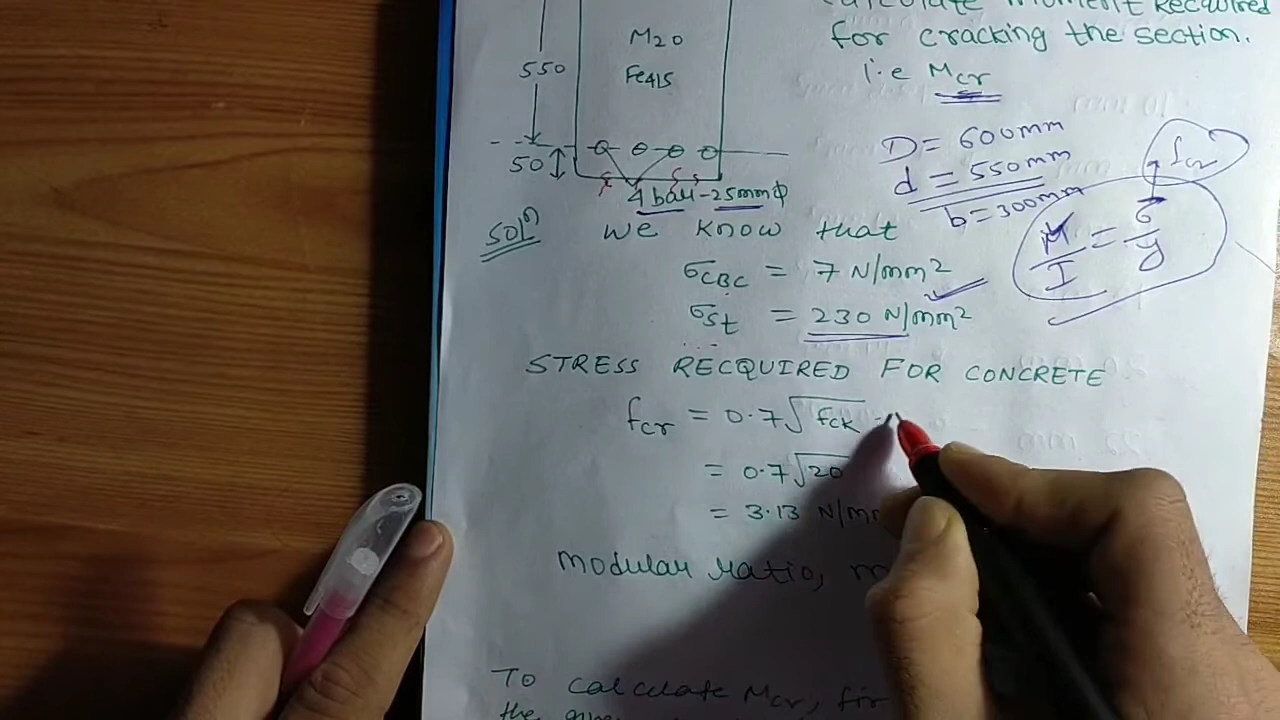 calculate moment Recquired
for cracking the section.
i.e Mcr
M20
Fe415
550
50
4 bars - 25mm ϕ
D = 600mm
d = 550mm
b = 300mm
fcr
M/I = σ/y
Solⁿ We know that
σCBC = 7 N/mm²
σst = 230 N/mm²
STRESS RECQUIRED FOR CONCRETE
fcr = 0.7√fck
= 0.7√20
= 3.13 N/mm
Modular ratio, m
To calculate Mcr,
the